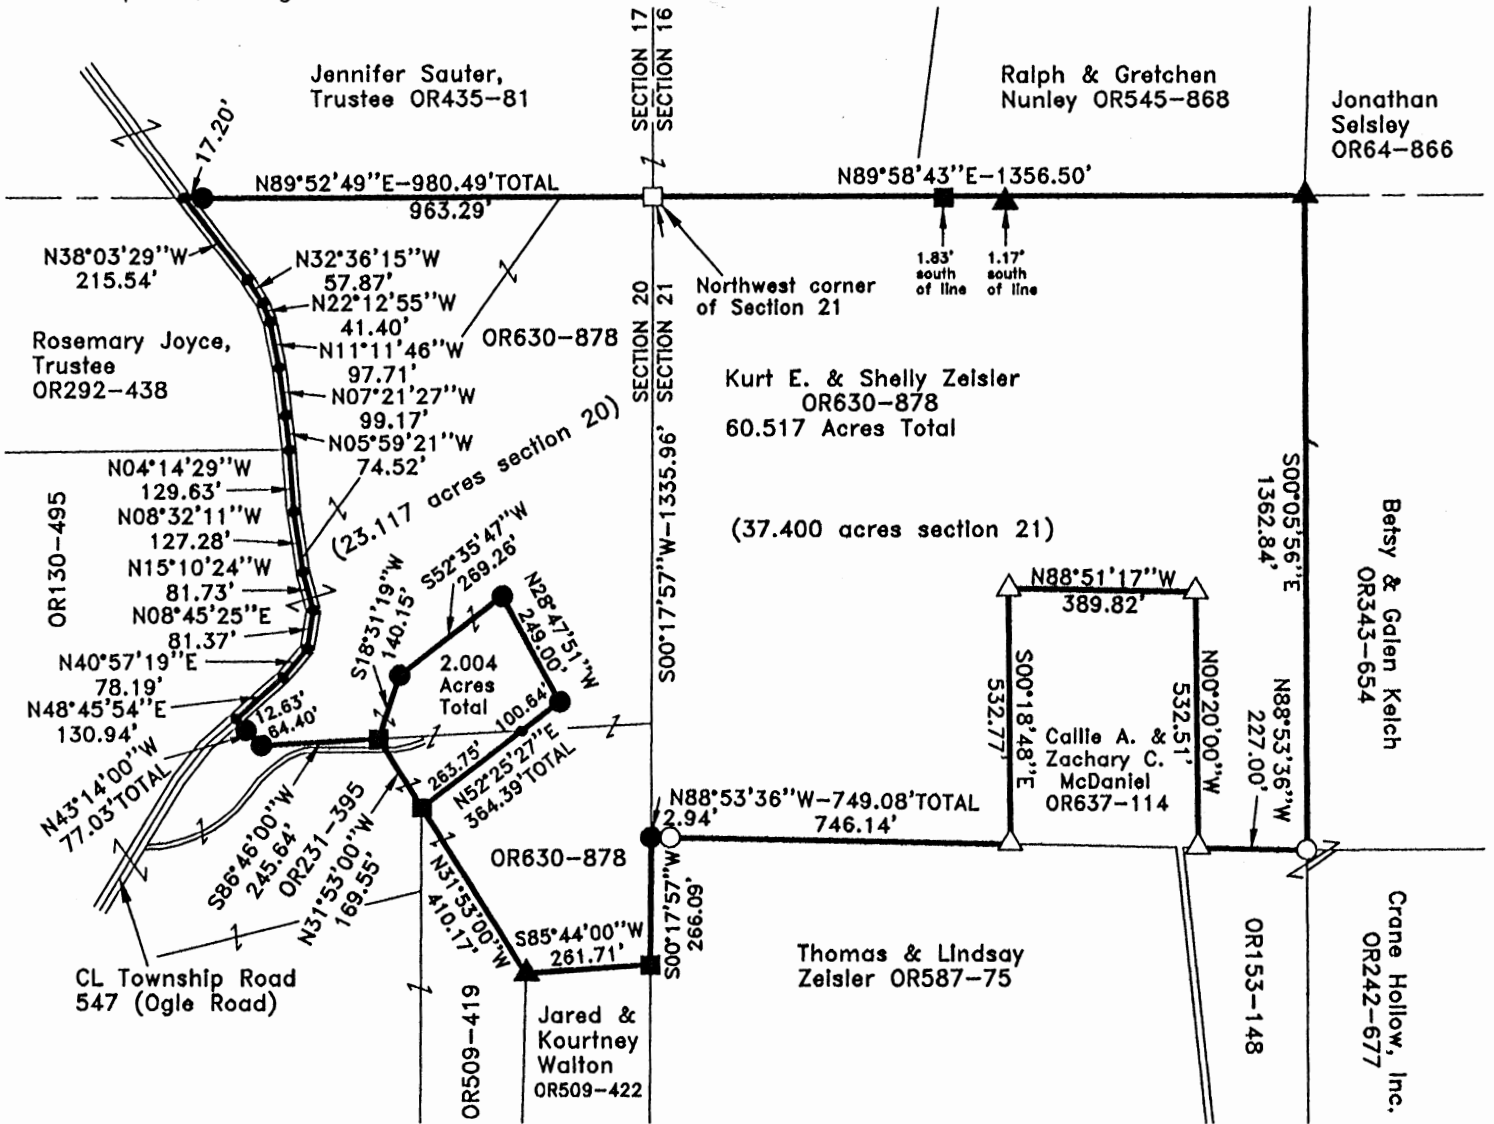 SECTION 17
SECTION 16
Jennifer Sauter,
Trustee OR435-81
Ralph & Gretchen
Nunley OR545-868
Jonathan
Selsley
OR64-866
17.20'
N89°52'49''E-980.49'TOTAL
963.29'
N89°58'43''E-1356.50'
N38°03'29''W
215.54'
N32°36'15''W
57.87'
N22°12'55''W
41.40'
N11°11'46''W
97.71'
N07°21'27''W
99.17'
N05°59'21''W
74.52'
OR630-878
Northwest corner
of Section 21
1.83'
south
of line
1.17'
south
of line
SECTION 20
SECTION 21
Rosemary Joyce,
Trustee
OR292-438
Kurt E. & Shelly Zeisler
OR630-878
60.517 Acres Total
(23.117 acres section 20)
(37.400 acres section 21)
S00°17'57''W-1335.96'
S00°05'56''E
1362.84'
Betsy & Galen Kelch
OR343-654
OR130-495
N04°14'29''W
129.63'
N08°32'11''W
127.28'
N15°10'24''W
81.73'
N08°45'25''E
81.37'
N40°57'19''E
78.19'
N48°45'54''E
130.94'
N43°14'00''W
77.03'TOTAL
12.63'
64.40'
S18°31'19''W
140.15'
S52°35'47''W
269.26'
N28°47'51''W
249.00'
2.004
Acres
Total
100.64'
263.75'
N52°25'27''E
364.39'TOTAL
S86°46'00''W
245.64'
OR231-395
N31°53'00''W
169.55'
N88°51'17''W
389.82'
S00°18'48''E
532.77'
N00°20'00''W
532.51'
Callie A. &
Zachary C.
McDaniel
OR637-114
N88°53'36''W
227.00'
N88°53'36''W-749.08'TOTAL
2.94'
746.14'
OR630-878
N31°53'00''W
410.17'
S85°44'00''W
261.71'
S00°17'57''W
266.09'
CL Township Road
547 (Ogle Road)
OR509-419
Jared &
Kourtney
Walton
OR509-422
Thomas & Lindsay
Zeisler OR587-75
OR153-148
Crane Hollow, Inc.
OR242-677